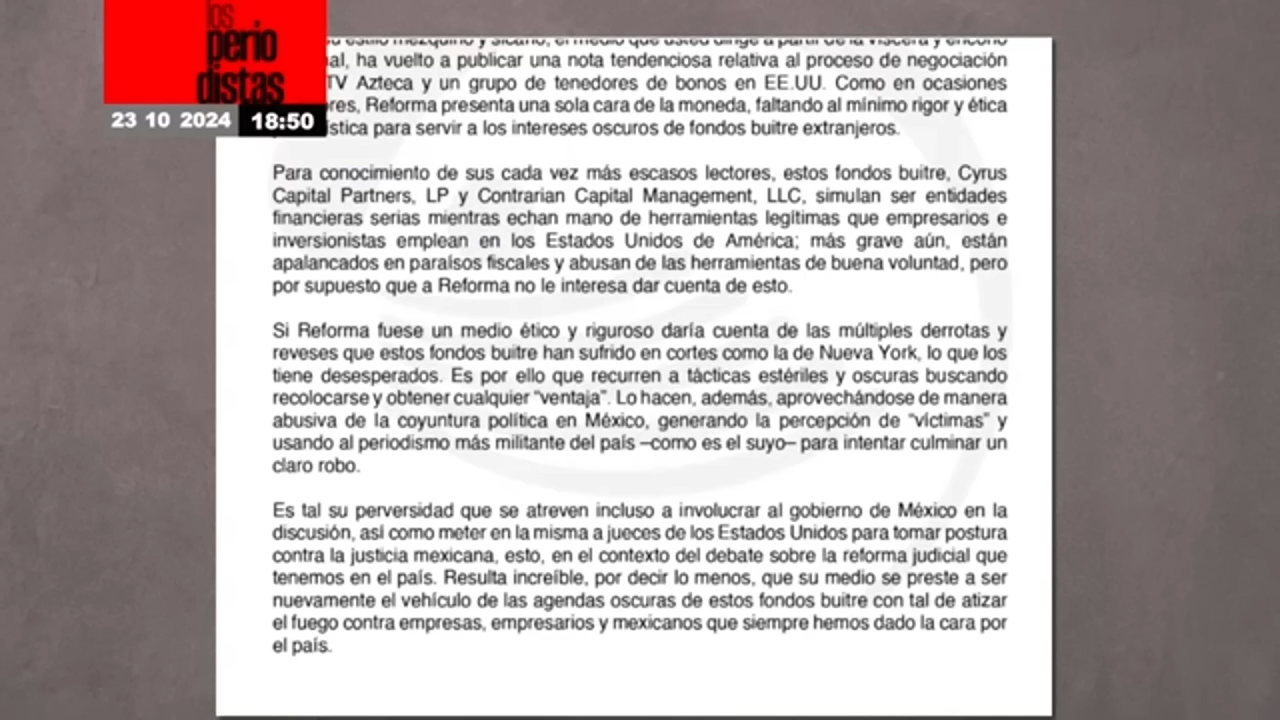 los
perio
distas
23 10 2024 18:50
su estilo mezquino y sicario, el medio que usted dirige a partir de la víscera y encono
nal, ha vuelto a publicar una nota tendenciosa relativa al proceso de negociación
TV Azteca y un grupo de tenedores de bonos en EE.UU. Como en ocasiones
ores, Reforma presenta una sola cara de la moneda, faltando al mínimo rigor y ética
ística para servir a los intereses oscuros de fondos buitre extranjeros.
Para conocimiento de sus cada vez más escasos lectores, estos fondos buitre, Cyrus
Capital Partners, LP y Contrarian Capital Management, LLC, simulan ser entidades
financieras serias mientras echan mano de herramientas legítimas que empresarios e
inversionistas emplean en los Estados Unidos de América; más grave aún, están
apalancados en paraísos fiscales y abusan de las herramientas de buena voluntad, pero
por supuesto que a Reforma no le interesa dar cuenta de esto.
Si Reforma fuese un medio ético y riguroso daría cuenta de las múltiples derrotas y
reveses que estos fondos buitre han sufrido en cortes como la de Nueva York, lo que los
tiene desesperados. Es por ello que recurren a tácticas estériles y oscuras buscando
recolocarse y obtener cualquier “ventaja”. Lo hacen, además, aprovechándose de manera
abusiva de la coyuntura política en México, generando la percepción de “víctimas” y
usando al periodismo más militante del país –como es el suyo– para intentar culminar un
claro robo.
Es tal su perversidad que se atreven incluso a involucrar al gobierno de México en la
discusión, así como meter en la misma a jueces de los Estados Unidos para tomar postura
contra la justicia mexicana, esto, en el contexto del debate sobre la reforma judicial que
tenemos en el país. Resulta increíble, por decir lo menos, que su medio se preste a ser
nuevamente el vehículo de las agendas oscuras de estos fondos buitre con tal de atizar
el fuego contra empresas, empresarios y mexicanos que siempre hemos dado la cara por
el país.